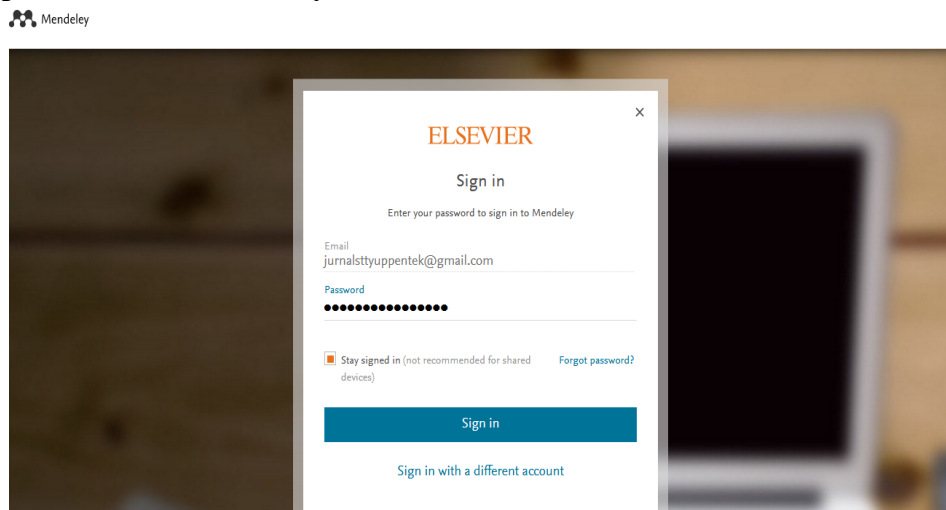 Mendeley
ELSEVIER
Sign in
Enter your password to sign in to Mendeley
Email
jurnalsttyuppentek@gmail.com
Password
Stay signed in (not recommended for shared
devices)
Forgot password?
Sign in
Sign in with a different account